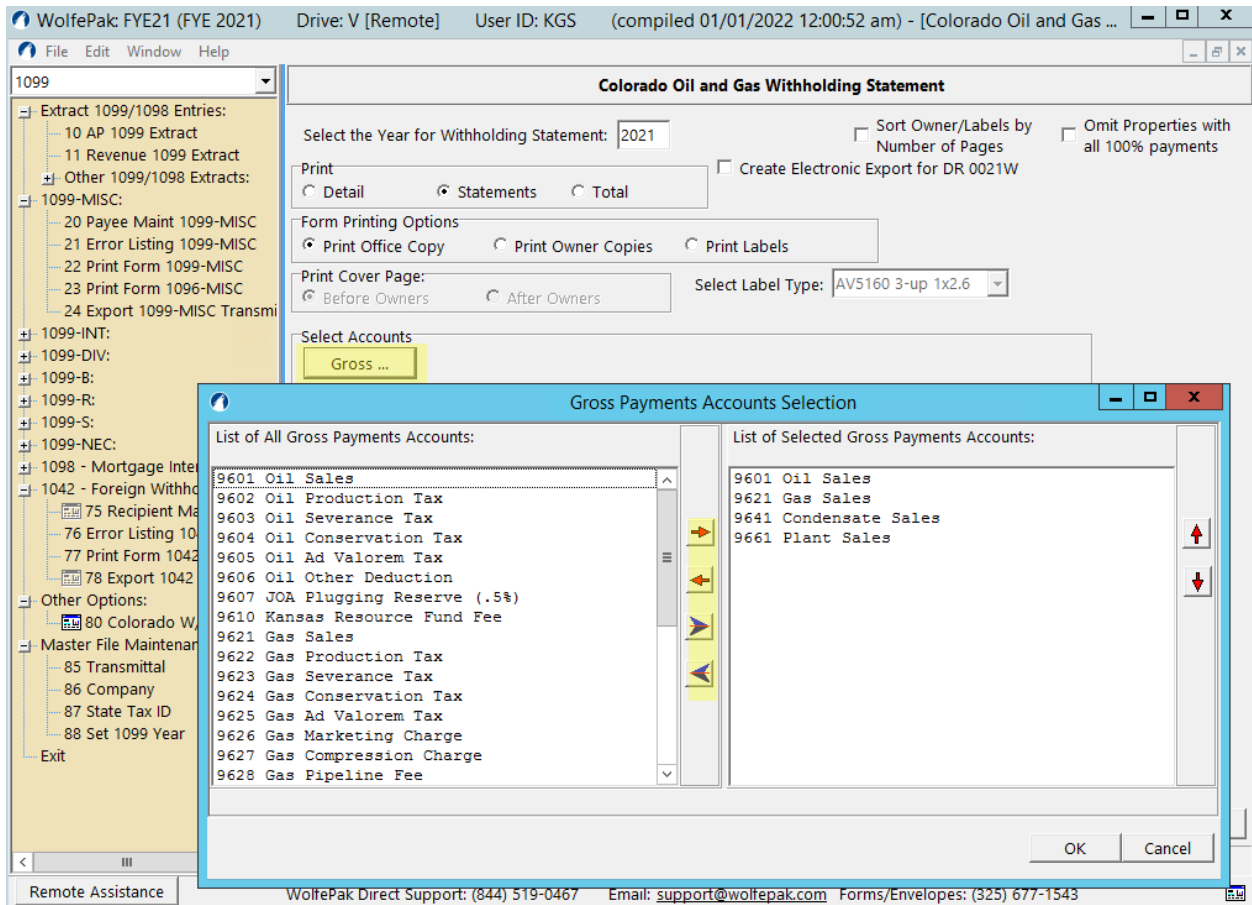 WolfePak: FYE21 (FYE 2021) Drive: V [Remote] User ID: KGS (compiled 01/01/2022 12:00:52 am) - [Colorado Oil and Gas ...
File Edit Window Help
1099
Extract 1099/1098 Entries:
10 AP 1099 Extract
11 Revenue 1099 Extract
Other 1099/1098 Extracts:
1099-MISC:
20 Payee Maint 1099-MISC
21 Error Listing 1099-MISC
22 Print Form 1099-MISC
23 Print Form 1096-MISC
24 Export 1099-MISC Transmi
1099-INT:
1099-DIV:
1099-B:
1099-R:
1099-S:
1099-NEC:
1098 - Mortgage Inte
1042 - Foreign Withho
75 Recipient Ma
76 Error Listing 10
77 Print Form 1042
78 Export 1042
Other Options:
80 Colorado W/
Master File Maintenan
85 Transmittal
86 Company
87 State Tax ID
88 Set 1099 Year
Exit
Colorado Oil and Gas Withholding Statement
Select the Year for Withholding Statement: 2021
Sort Owner/Labels by
Number of Pages
Omit Properties with
all 100% payments
Print
Create Electronic Export for DR 0021W
Detail Statements Total
Form Printing Options
Print Office Copy Print Owner Copies Print Labels
Print Cover Page:
Before Owners After Owners
Select Label Type: AV5160 3-up 1x2.6
Select Accounts
Gross ...
Gross Payments Accounts Selection
List of All Gross Payments Accounts:
9601 Oil Sales
9602 Oil Production Tax
9603 Oil Severance Tax
9604 Oil Conservation Tax
9605 Oil Ad Valorem Tax
9606 Oil Other Deduction
9607 JOA Plugging Reserve (.5%)
9610 Kansas Resource Fund Fee
9621 Gas Sales
9622 Gas Production Tax
9623 Gas Severance Tax
9624 Gas Conservation Tax
9625 Gas Ad Valorem Tax
9626 Gas Marketing Charge
9627 Gas Compression Charge
9628 Gas Pipeline Fee
List of Selected Gross Payments Accounts:
9601 Oil Sales
9621 Gas Sales
9641 Condensate Sales
9661 Plant Sales
OK Cancel
Remote Assistance
WolfePak Direct Support: (844) 519-0467 Email: support@wolfepak.com Forms/Envelopes: (325) 677-1543